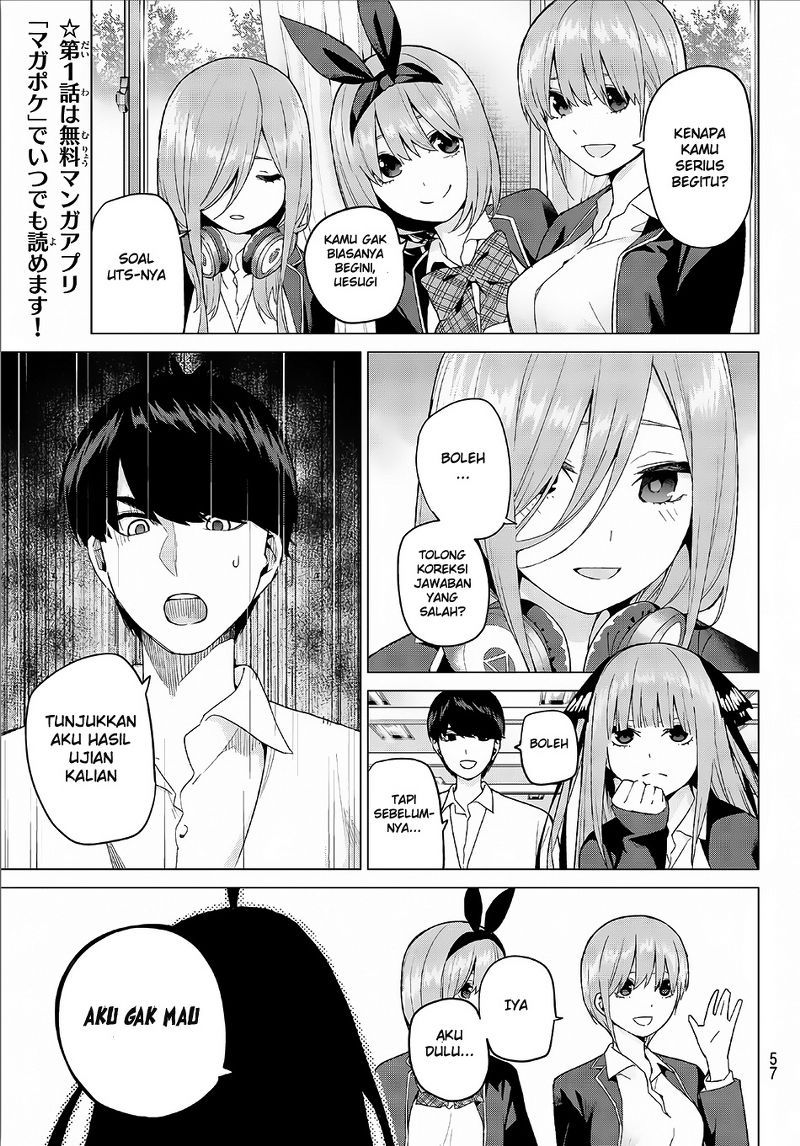 KENAPA
KAMU
SERIUS
BEGITU?
KAMU GAK
BIASANYA
BEGINI,
UESUGI
SOAL
UTS-NYA
☆第1話は無料マンガアプリ
「マガポケ」でいつでも読めます!
BOLEH
...
TOLONG
KOREKSI
JAWABAN
YANG
SALAH?
TUNJUKKAN
AKU HASIL
UJIAN
KALIAN
BOLEH
TAPI
SEBELUM-
NYA...
IYA
AKU
DULU...
AKU GAK MAU
57